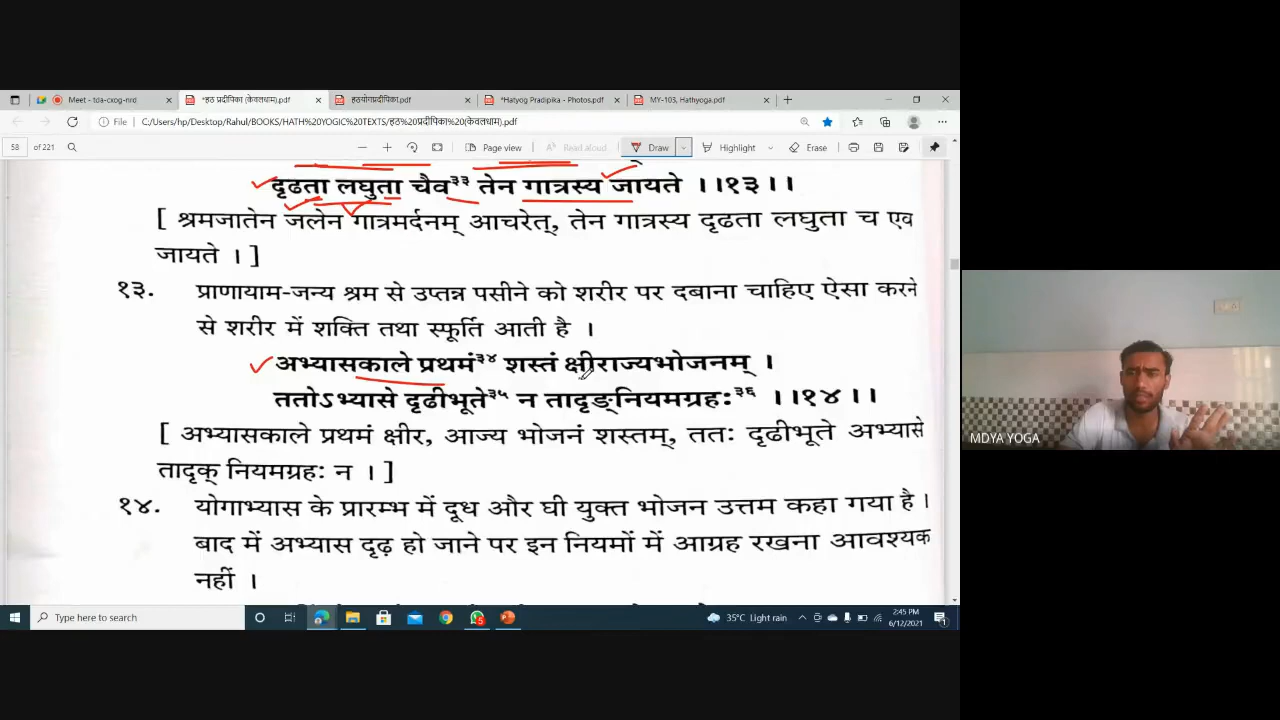 Meet - tda-cxog-nrd
*हठ प्रदीपिका (केवलधाम).pdf
हठयोगप्रदीपिका.pdf
*Hatyog Pradipika - Photos.pdf
MY-103, Hathyoga.pdf
File
C:/Users/hp/Desktop/Rahul/BOOKS/HATH%20YOGIC%20TEXTS/हठ%20प्रदीपिका%20(केवलधाम).pdf
58 of 221
Page view
Read aloud
Draw
Highlight
Erase
दृढता लघुता चैव३३ तेन गात्रस्य जायते ।।१३।।
[ श्रमजातेन जलेन गात्रमर्दनम् आचरेत्, तेन गात्रस्य दृढता लघुता च एव
जायते । ]
१३. प्राणायाम-जन्य श्रम से उप्तन्न पसीने को शरीर पर दबाना चाहिए ऐसा करने
से शरीर में शक्ति तथा स्फूर्ति आती है ।
अभ्यासकाले प्रथमं३४ शस्तं क्षीराज्यभोजनम् ।
ततोऽभ्यासे दृढीभूते३५ न तादृङ्नियमग्रहः३६ ।।१४।।
[ अभ्यासकाले प्रथमं क्षीर, आज्य भोजनं शस्तम्, ततः दृढीभूते अभ्यासे
तादृक् नियमग्रहः न । ]
१४. योगाभ्यास के प्रारम्भ में दूध और घी युक्त भोजन उत्तम कहा गया है ।
बाद में अभ्यास दृढ़ हो जाने पर इन नियमों में आग्रह रखना आवश्यक
नहीं ।
MDYA YOGA
Type here to search
35°C Light rain
2:45 PM
6/12/2021